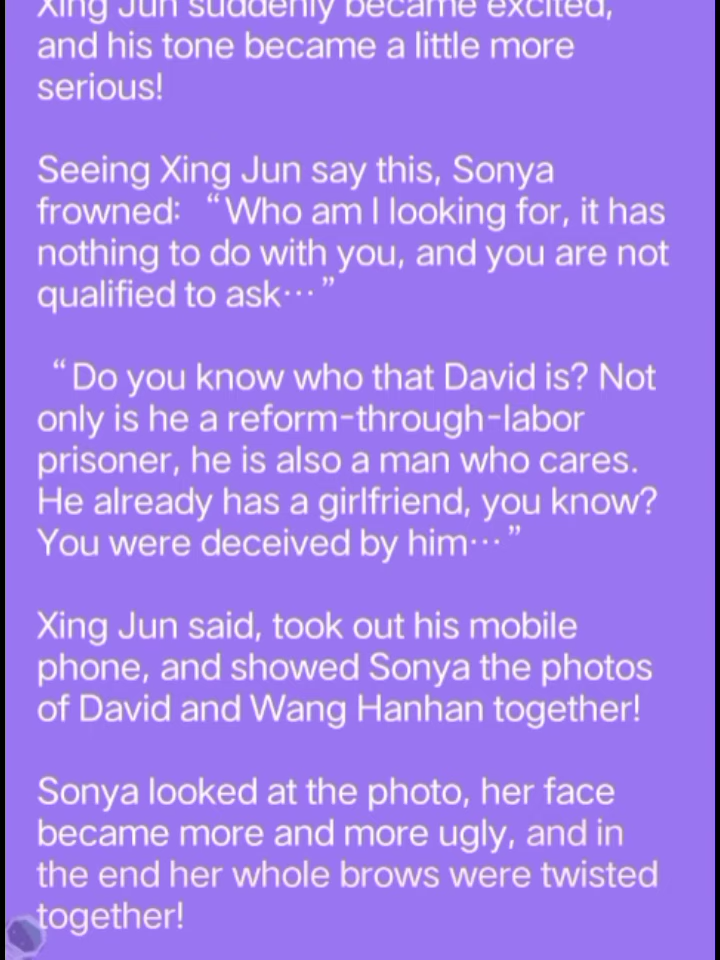 Xing Jun suddenly became excited,
and his tone became a little more
serious!
Seeing Xing Jun say this, Sonya
frowned: “Who am I looking for, it has
nothing to do with you, and you are not
qualified to ask…”
“Do you know who that David is? Not
only is he a reform-through-labor
prisoner, he is also a man who cares.
He already has a girlfriend, you know?
You were deceived by him…”
Xing Jun said, took out his mobile
phone, and showed Sonya the photos
of David and Wang Hanhan together!
Sonya looked at the photo, her face
became more and more ugly, and in
the end her whole brows were twisted
together!